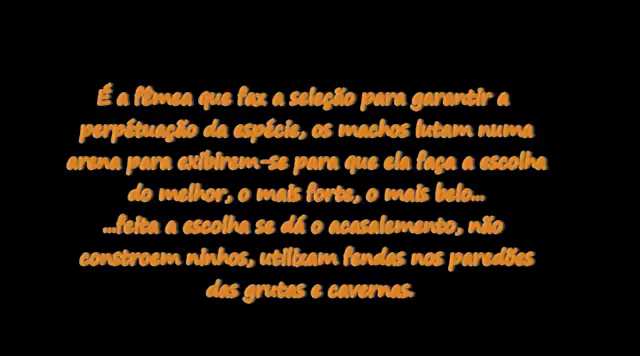 É a fêmea que faz a seleção para garantir a
perpétuação da espécie, os machos lutam numa
arena para exibirem-se para que ela faça a escolha
do melhor, o mais forte, o mais belo...
...feita a escolha se dá o acasalemento, não
constroem ninhos, utilizam fendas nos paredões
das grutas e cavernas.